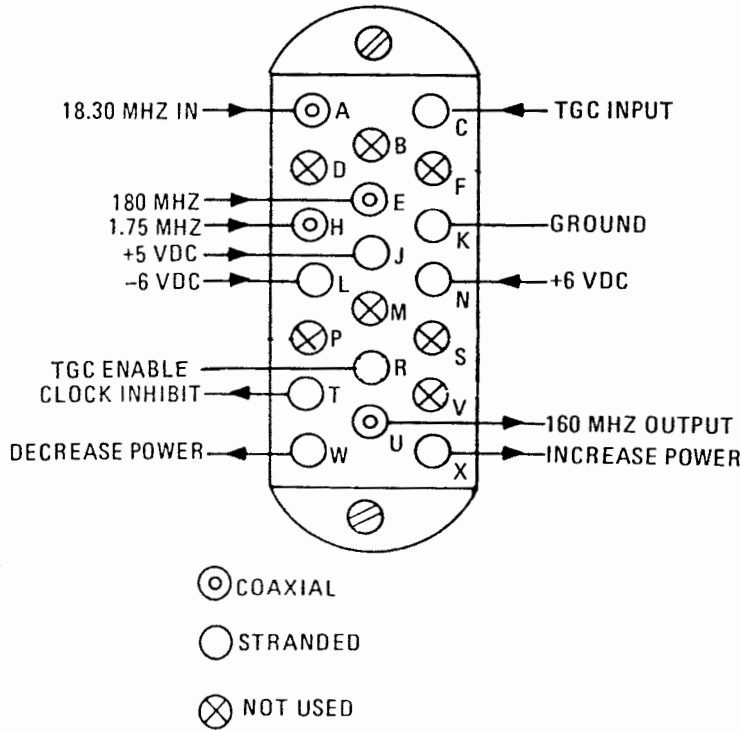 18.30 MHZ IN A C TGC INPUT
B
D F
180 MHZ E
1.75 MHZ H K GROUND
+5 VDC J
-6 VDC L N +6 VDC
M
P S
TGC ENABLE R
CLOCK INHIBIT T V
U 160 MHZ OUTPUT
DECREASE POWER W X INCREASE POWER
COAXIAL
STRANDED
NOT USED